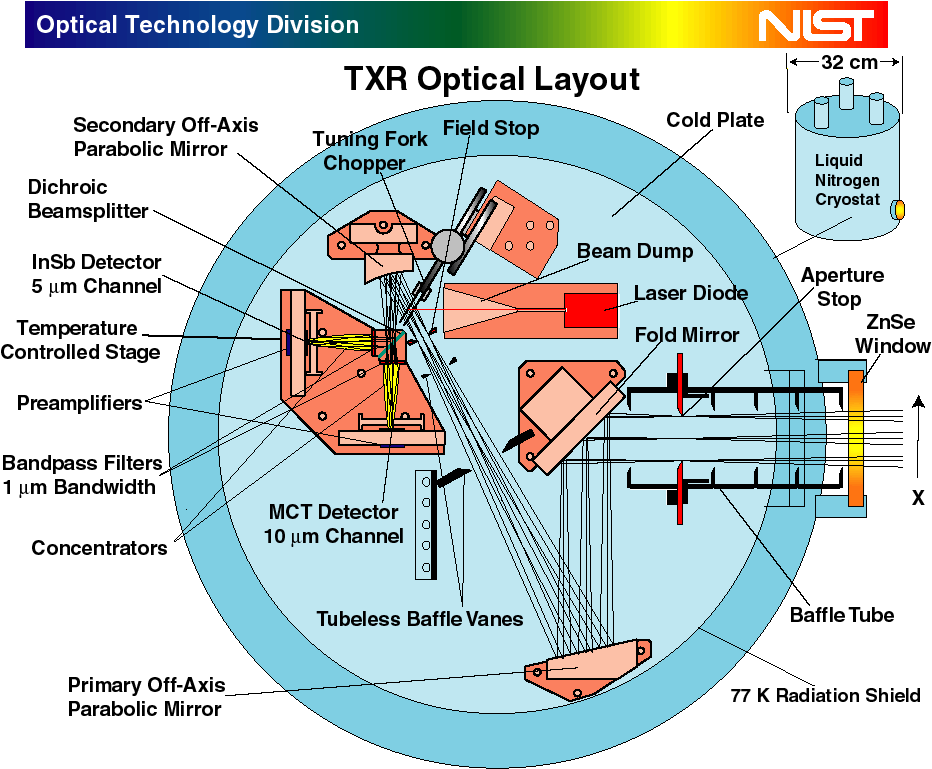 Optical Technology Division
NIST
TXR Optical Layout
32 cm
Secondary Off-Axis
Parabolic Mirror
Tuning Fork
Chopper
Field Stop
Cold Plate
Liquid
Nitrogen
Cryostat
Dichroic
Beamsplitter
InSb Detector
5 µm Channel
Beam Dump
Laser Diode
Aperture
Stop
Temperature
Controlled Stage
Fold Mirror
ZnSe
Window
Preamplifiers
Bandpass Filters
1 µm Bandwidth
X
MCT Detector
10 µm Channel
Concentrators
Tubeless Baffle Vanes
Baffle Tube
Primary Off-Axis
Parabolic Mirror
77 K Radiation Shield